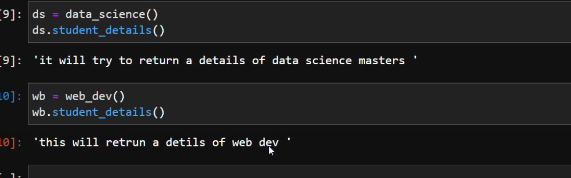 [9]: ds = data_science()
ds.student_details()
[9]: 'it will try to return a details of data science masters '
10]: wb = web_dev()
wb.student_details()
10]: 'this will retrun a detils of web dev '